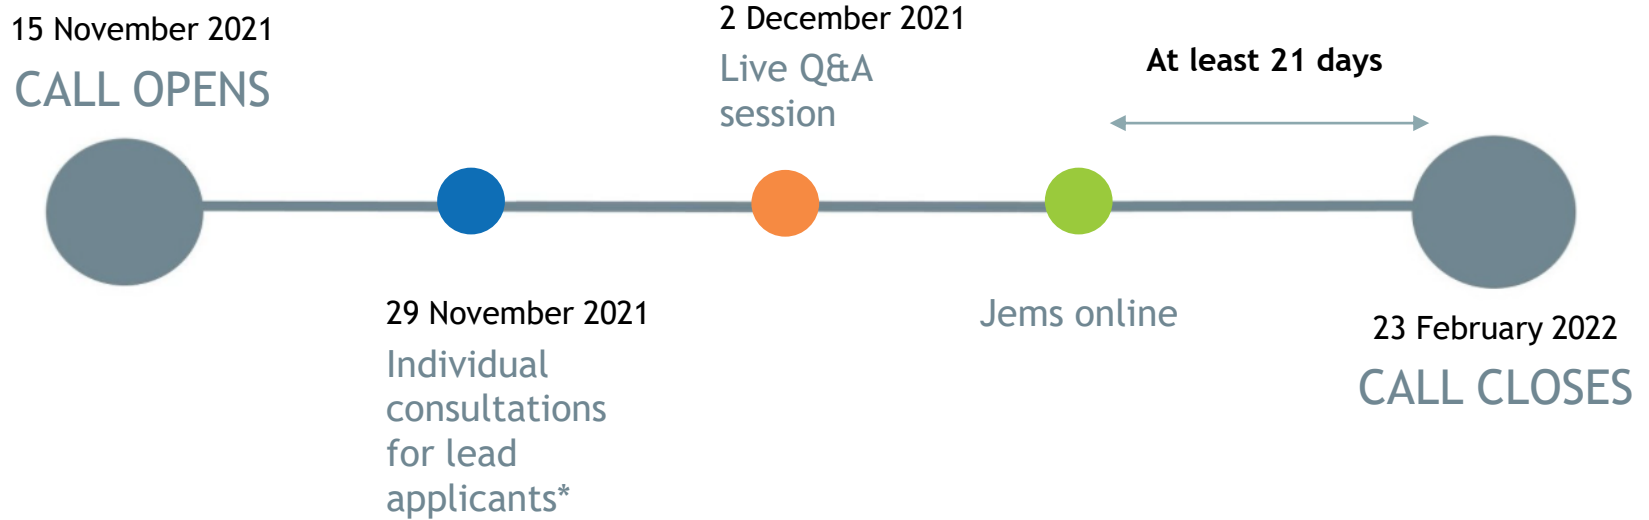 15 November 2021
CALL OPENS
2 December 2021
Live Q&A
session
At least 21 days
29 November 2021
Individual
consultations
for lead
applicants*
Jems online
23 February 2022
CALL CLOSES